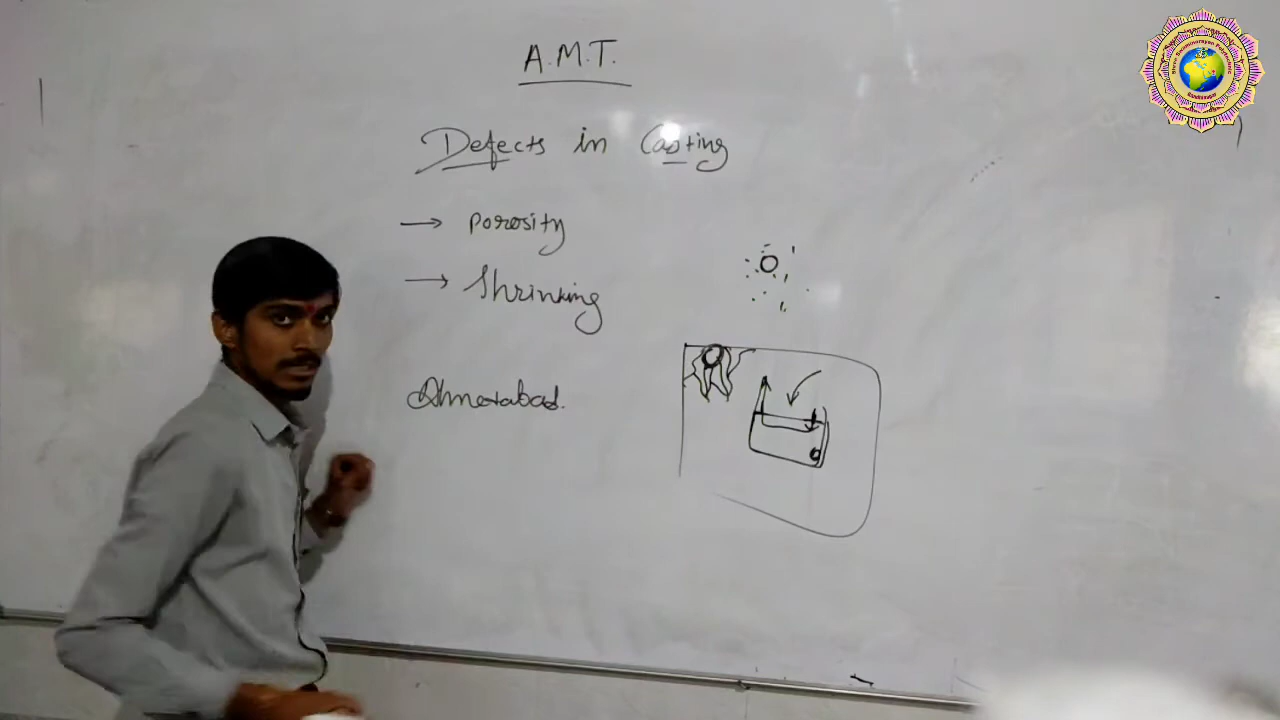 A.M.T.
Defects in Casting
→ Porosity
→ Shrinking
Ahmedabad.